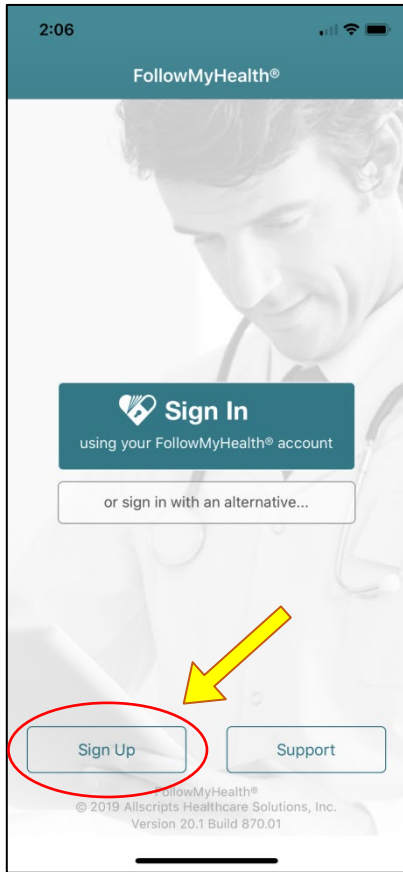 2:06
FollowMyHealth®
Sign In
using your FollowMyHealth® account
or sign in with an alternative...
Sign Up
Support
FollowMyHealth®
© 2019 Allscripts Healthcare Solutions, Inc.
Version 20.1 Build 870.01